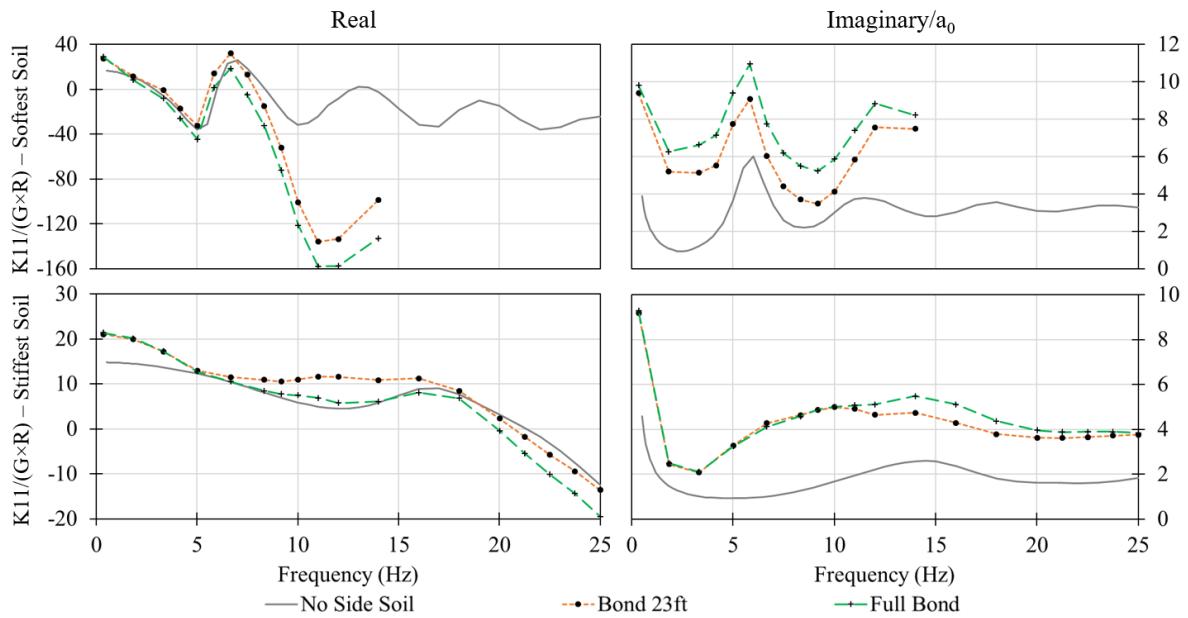 Real
Imaginary/a0
K11/(G×R) – Softest Soil
40
0
-40
-80
-120
-160
12
10
8
6
4
2
0
K11/(G×R) – Stiffest Soil
30
20
10
0
-10
-20
10
8
6
4
2
0
0 5 10 15 20 25
0 5 10 15 20 25
Frequency (Hz)
Frequency (Hz)
No Side Soil
Bond 23ft
Full Bond